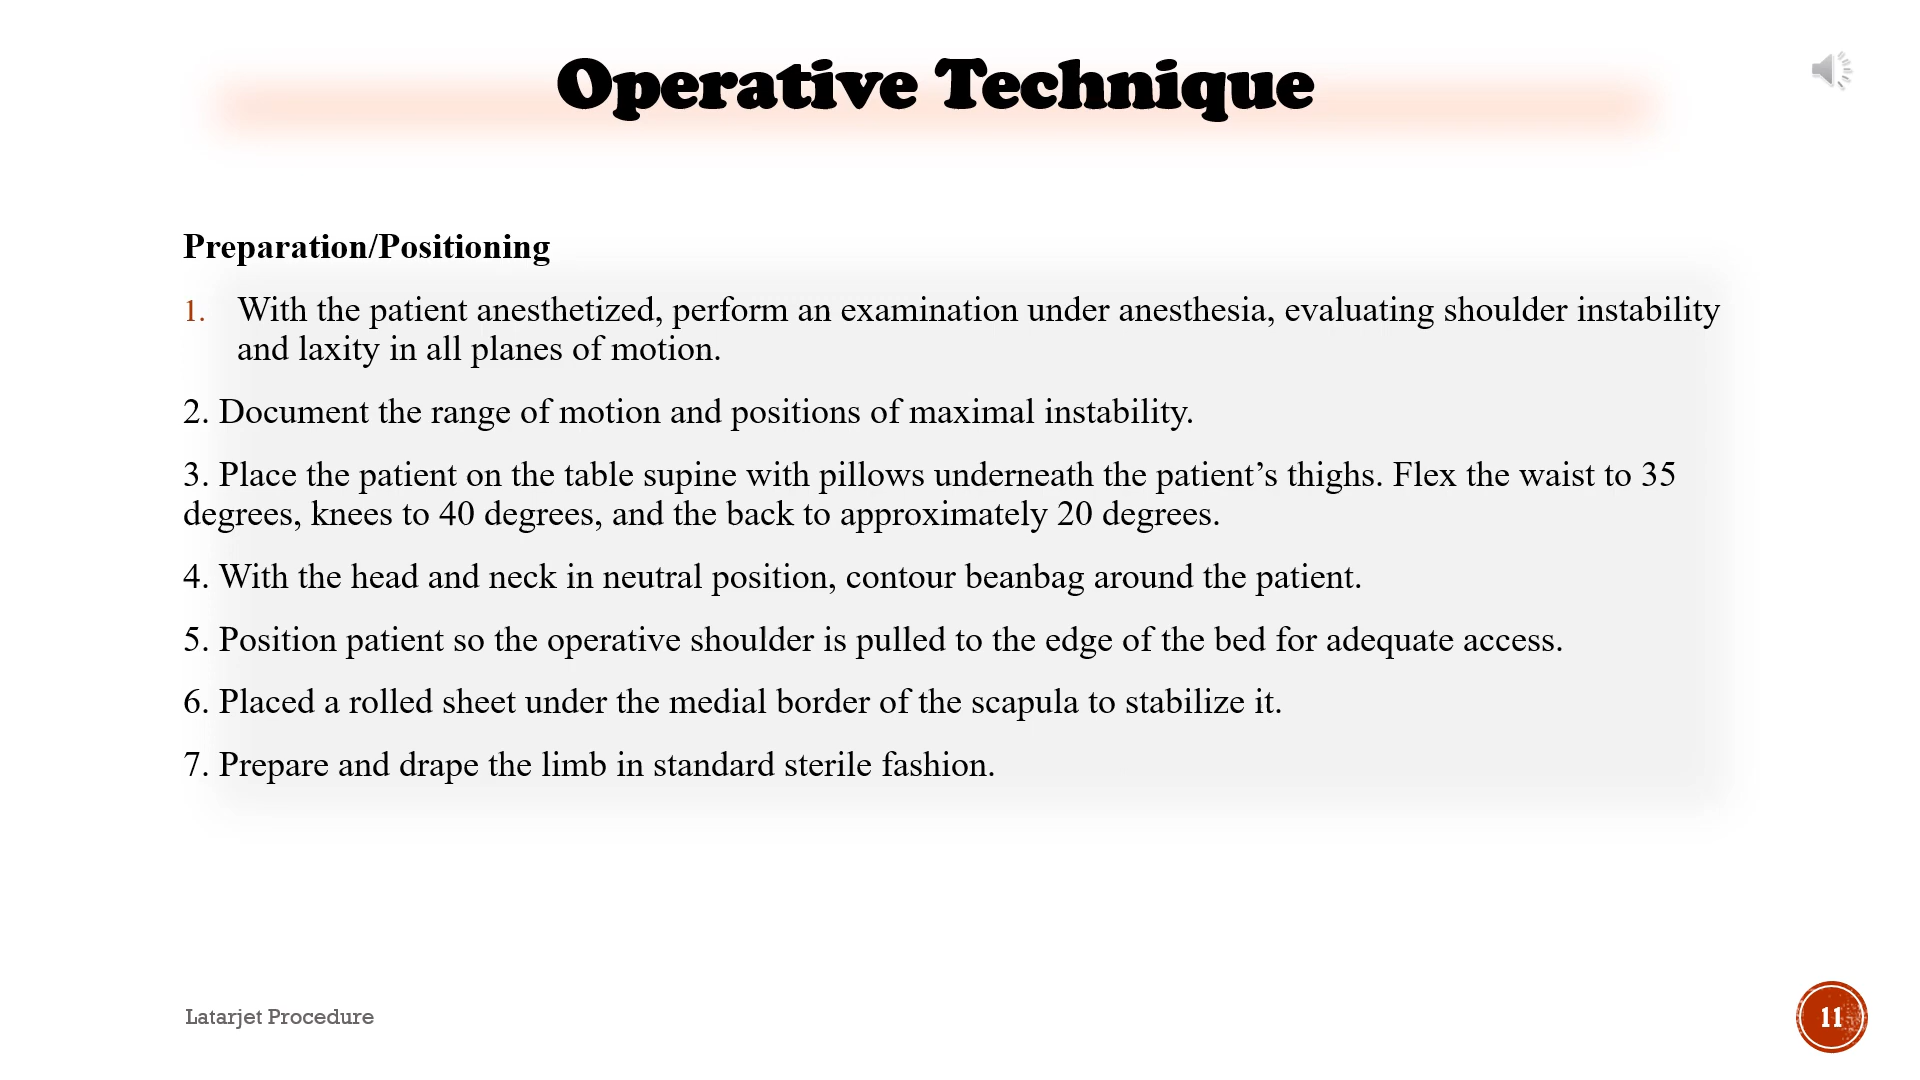 Operative Technique
Preparation/Positioning
1. With the patient anesthetized, perform an examination under anesthesia, evaluating shoulder instability
and laxity in all planes of motion.
2. Document the range of motion and positions of maximal instability.
3. Place the patient on the table supine with pillows underneath the patient’s thighs. Flex the waist to 35
degrees, knees to 40 degrees, and the back to approximately 20 degrees.
4. With the head and neck in neutral position, contour beanbag around the patient.
5. Position patient so the operative shoulder is pulled to the edge of the bed for adequate access.
6. Placed a rolled sheet under the medial border of the scapula to stabilize it.
7. Prepare and drape the limb in standard sterile fashion.
Latarjet Procedure
11